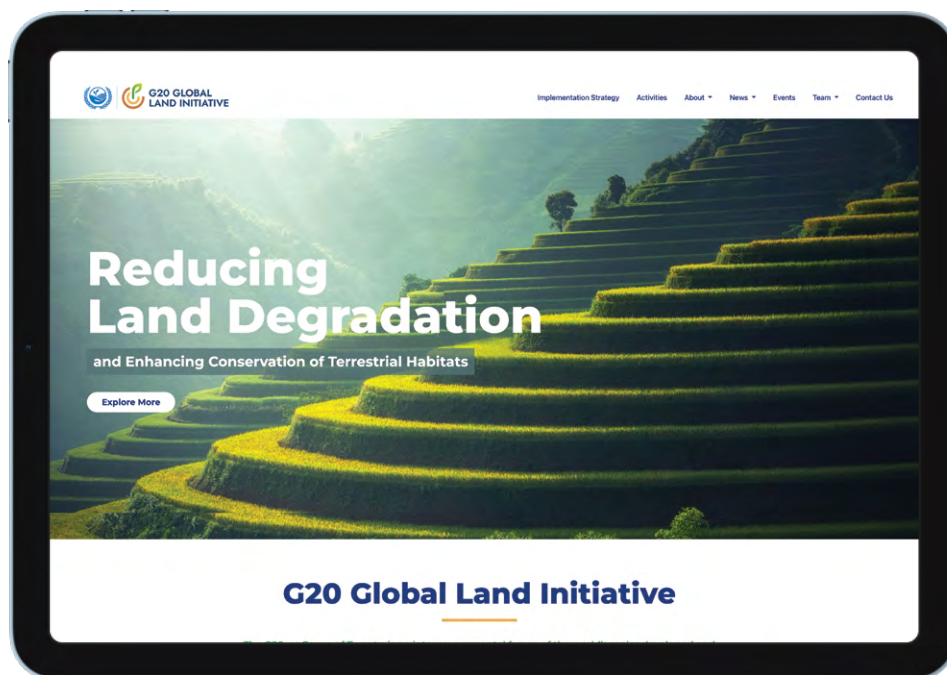 G20 GLOBAL
LAND INITIATIVE
Implementation Strategy
Activities
About
News
Events
Team
Contact Us
Reducing
Land Degradation
and Enhancing Conservation of Terrestrial Habitats
Explore More
G20 Global Land Initiative